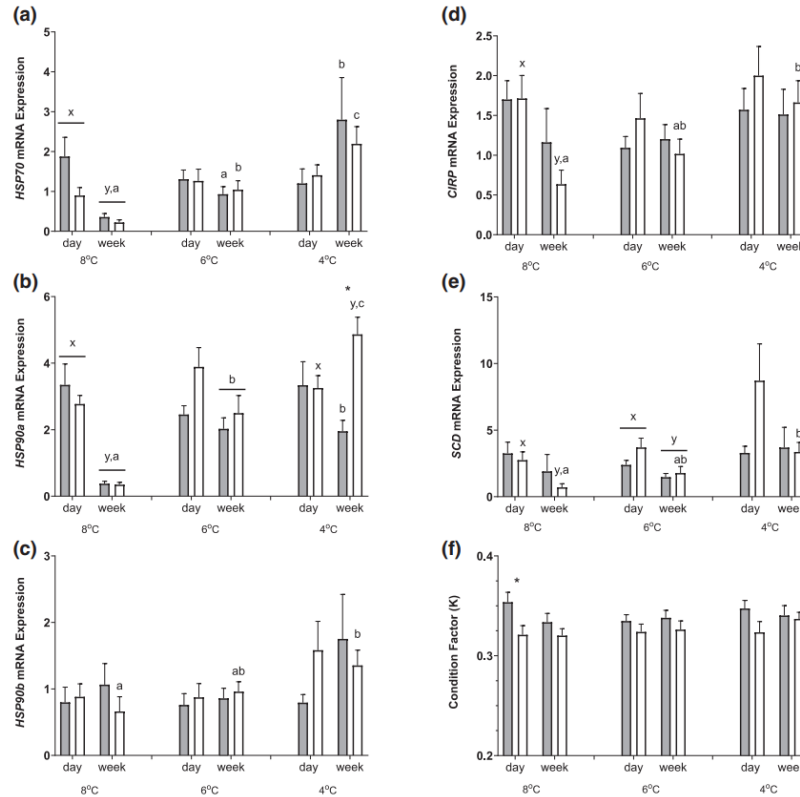 (a)
HSP70 mRNA Expression
5
4
3
2
1
0
x
y,a
a
b
b
c
day week day week day week
8°C 6°C 4°C
(b)
HSP90a mRNA Expression
6
4
2
0
x
y,a
b
x
b
*
y,c
day week day week day week
8°C 6°C 4°C
(c)
HSP90b mRNA Expression
3
2
1
0
a
ab
b
day week day week day week
8°C 6°C 4°C
(d)
CIRP mRNA Expression
2.5
2.0
1.5
1.0
0.5
0.0
x
y,a
ab
b
day week day week day
8°C 6°C 4°C
(e)
SCD mRNA Expression
15
10
5
0
x
y,a
x
y
ab
b
day week day week day
8°C 6°C 4°C
(f)
Condition Factor (K)
0.4
0.3
0.2
*
day week day week day
8°C 6°C 4°C